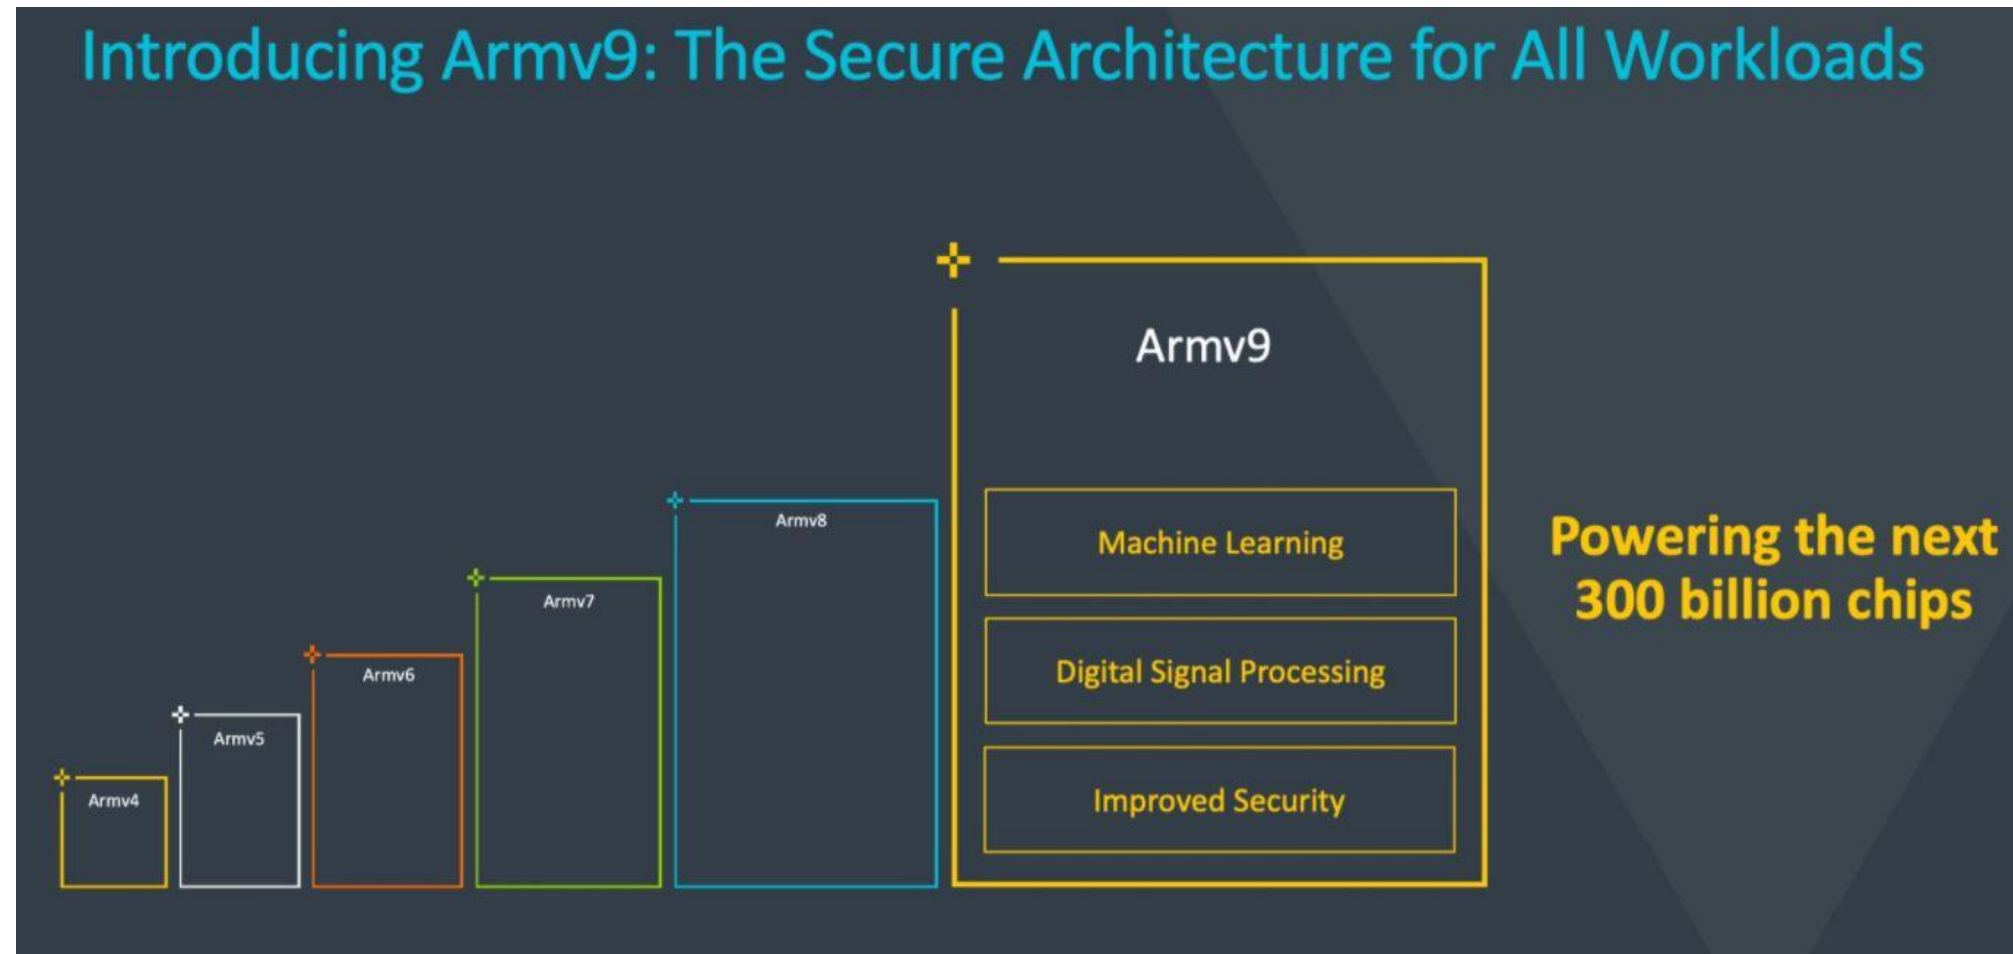 Introducing Armv9: The Secure Architecture for All Workloads
Armv4
Armv5
Armv6
Armv7
Armv8
Armv9
Machine Learning
Digital Signal Processing
Improved Security
Powering the next
300 billion chips